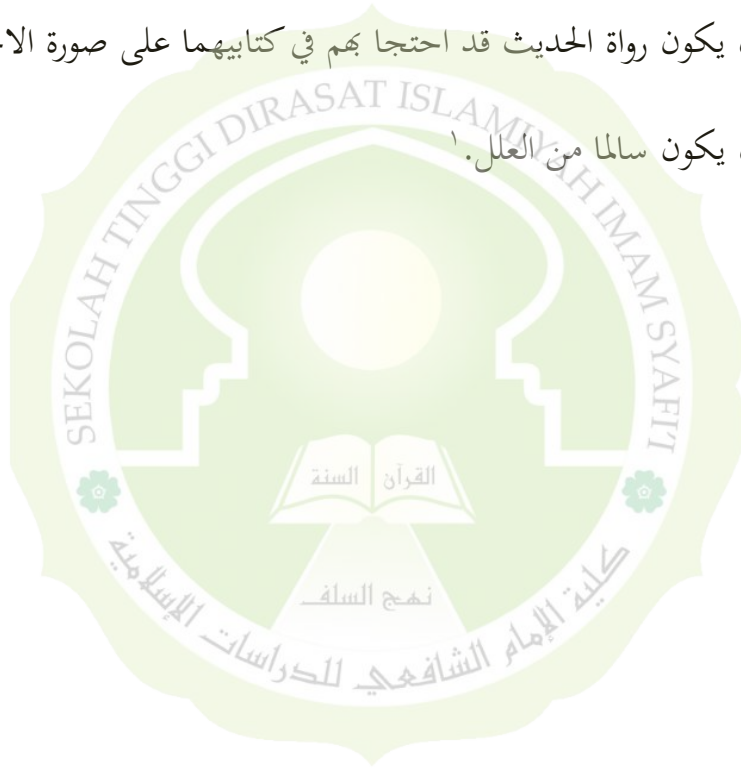 يكون رواة الحديث قد احتجا بهم في كتابيهما على صورة
يكون سالما من العلل.١
SEKOLAH TINGGI DIRASAT ISLAMIYAH IMAM SYAFI'I
القرآن السنة
نهج السلف
كلية الإمام الشافعي للدراسات الإسلامية